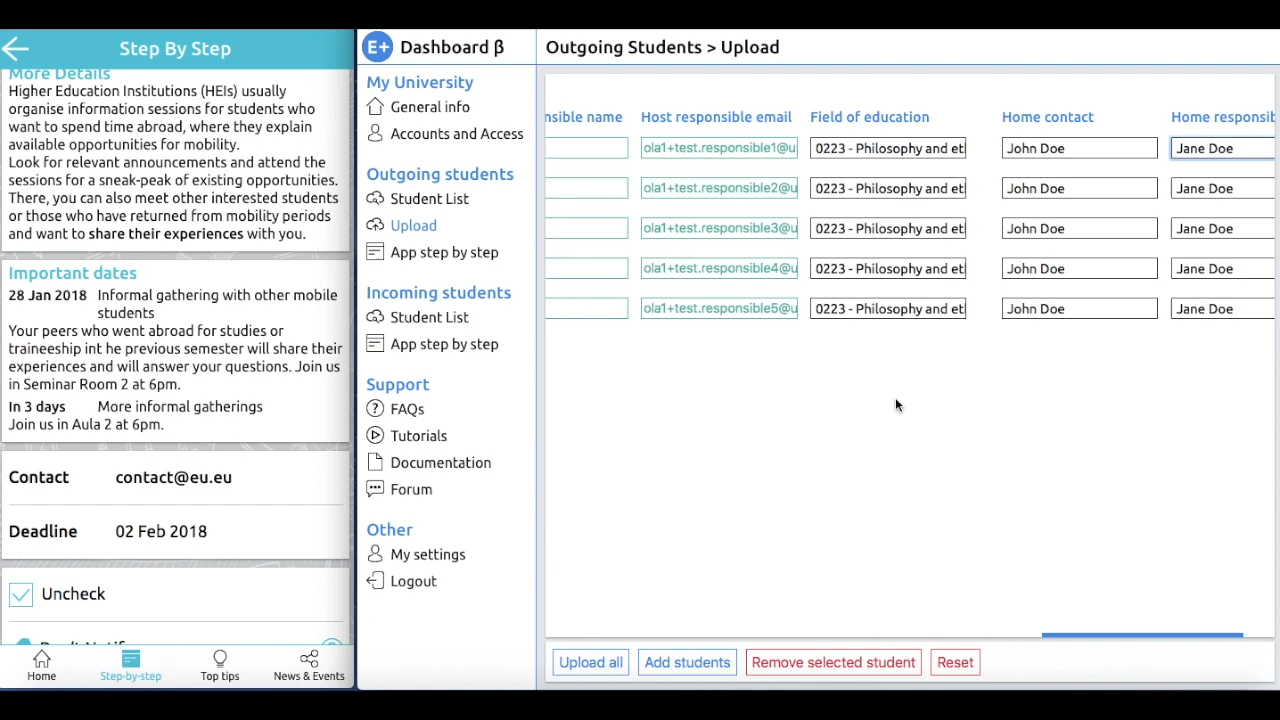 Step By Step
More Details
Higher Education Institutions (HEIs) usually
organise information sessions for students who
want to spend time abroad, where they explain
available opportunities for mobility.
Look for relevant announcements and attend the
sessions for a sneak-peak of existing opportunities.
There, you can also meet other interested students
or those who have returned from mobility periods
and want to share their experiences with you.
Important dates
28 Jan 2018 Informal gathering with other mobile
students
Your peers who went abroad for studies or
traineeship int he previous semester will share their
experiences and will answer your questions. Join us
in Seminar Room 2 at 6pm.
In 3 days More informal gatherings
Join us in Aula 2 at 6pm.
Contact contact@eu.eu
Deadline 02 Feb 2018
Uncheck
Don't Notif
Home Step-by-step Top tips News & Events
E+ Dashboard β
My University
General info
Accounts and Access
Outgoing students
Student List
Upload
App step by step
Incoming students
Student List
App step by step
Support
FAQs
Tutorials
Documentation
Forum
Other
My settings
Logout
Outgoing Students > Upload
nsible name Host responsible email Field of education Home contact Home responsib
ola1+test.responsible1@u 0223 - Philosophy and et John Doe Jane Doe
ola1+test.responsible2@u 0223 - Philosophy and et John Doe Jane Doe
ola1+test.responsible3@u 0223 - Philosophy and et John Doe Jane Doe
ola1+test.responsible4@u 0223 - Philosophy and et John Doe Jane Doe
ola1+test.responsible5@u 0223 - Philosophy and et John Doe Jane Doe
Upload all Add students Remove selected student Reset